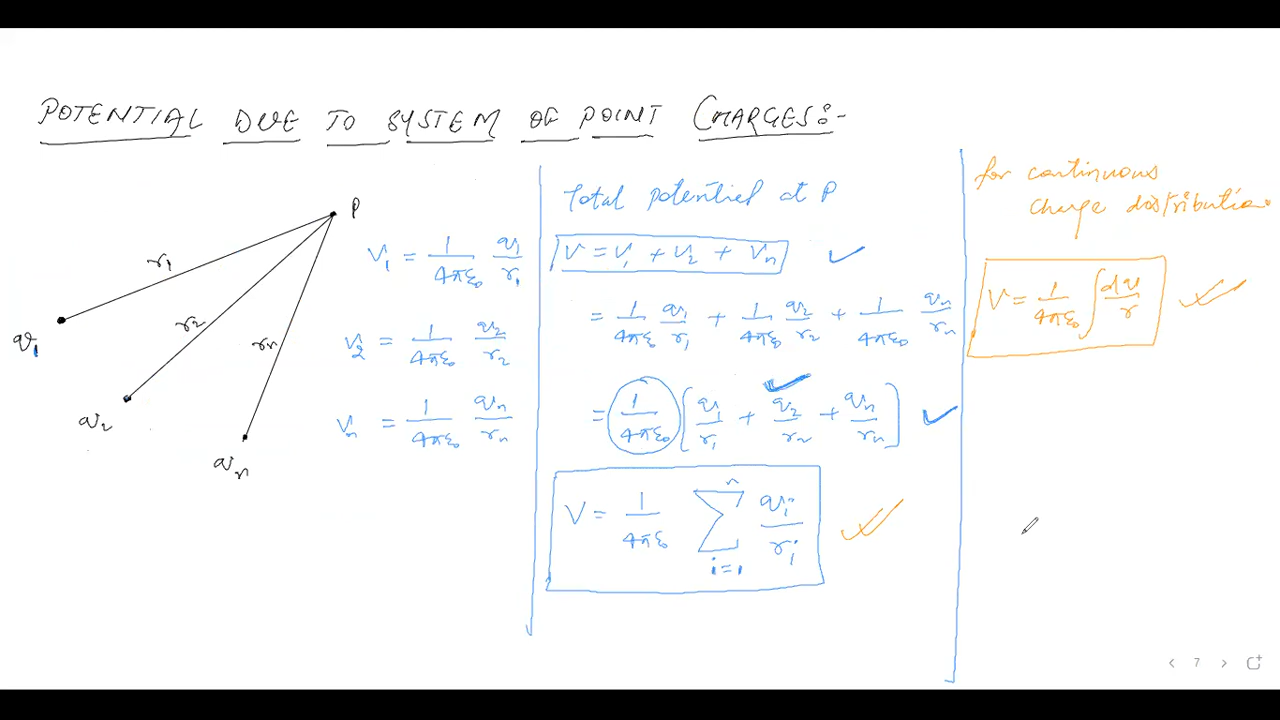 POTENTIAL DUE TO SYSTEM OF POINT CHARGES:-
P
r1
r2
rn
q1
q2
qn
V1 = 1/4πε0 q1/r1
V2 = 1/4πε0 q2/r2
Vn = 1/4πε0 qn/rn
Total potential at P
V = V1 + V2 + Vn
= 1/4πε0 q1/r1 + 1/4πε0 q2/r2 + 1/4πε0 qn/rn
= 1/4πε0 [q1/r1 + q2/r2 + qn/rn]
V = 1/4πε0 Σ n i=1 qi/ri
for continuous
charge distribution
V = 1/4πε0 ∫ dq/r
7